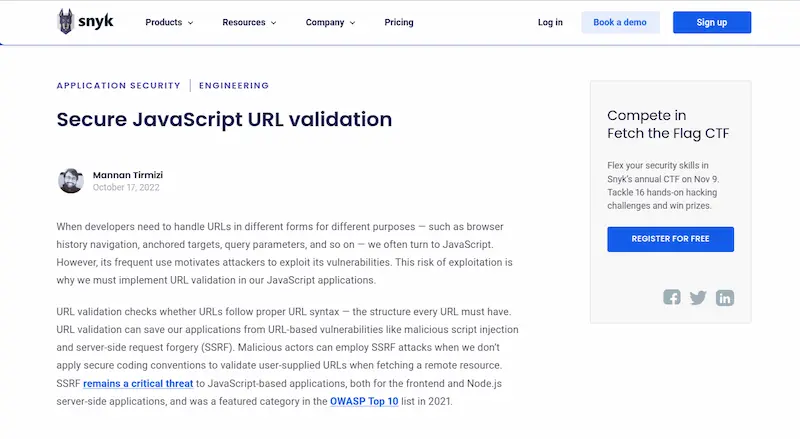 snyk Products Resources Company Pricing Log in Book a demo Sign up
APPLICATION SECURITY | ENGINEERING
Secure JavaScript URL validation
Mannan Tirmizi
October 17, 2022
When developers need to handle URLs in different forms for different purposes — such as browser
history navigation, anchored targets, query parameters, and so on — we often turn to JavaScript.
However, its frequent use motivates attackers to exploit its vulnerabilities. This risk of exploitation is
why we must implement URL validation in our JavaScript applications.
URL validation checks whether URLs follow proper URL syntax — the structure every URL must have.
URL validation can save our applications from URL-based vulnerabilities like malicious script injection
and server-side request forgery (SSRF). Malicious actors can employ SSRF attacks when we don't
apply secure coding conventions to validate user-supplied URLs when fetching a remote resource.
SSRF remains a critical threat to JavaScript-based applications, both for the frontend and Node.js
server-side applications, and was a featured category in the OWASP Top 10 list in 2021.
Compete in
Fetch the Flag CTF
Flex your security skills in
Snyk's annual CTF on Nov 9.
Tackle 16 hands-on hacking
challenges and win prizes.
REGISTER FOR FREE